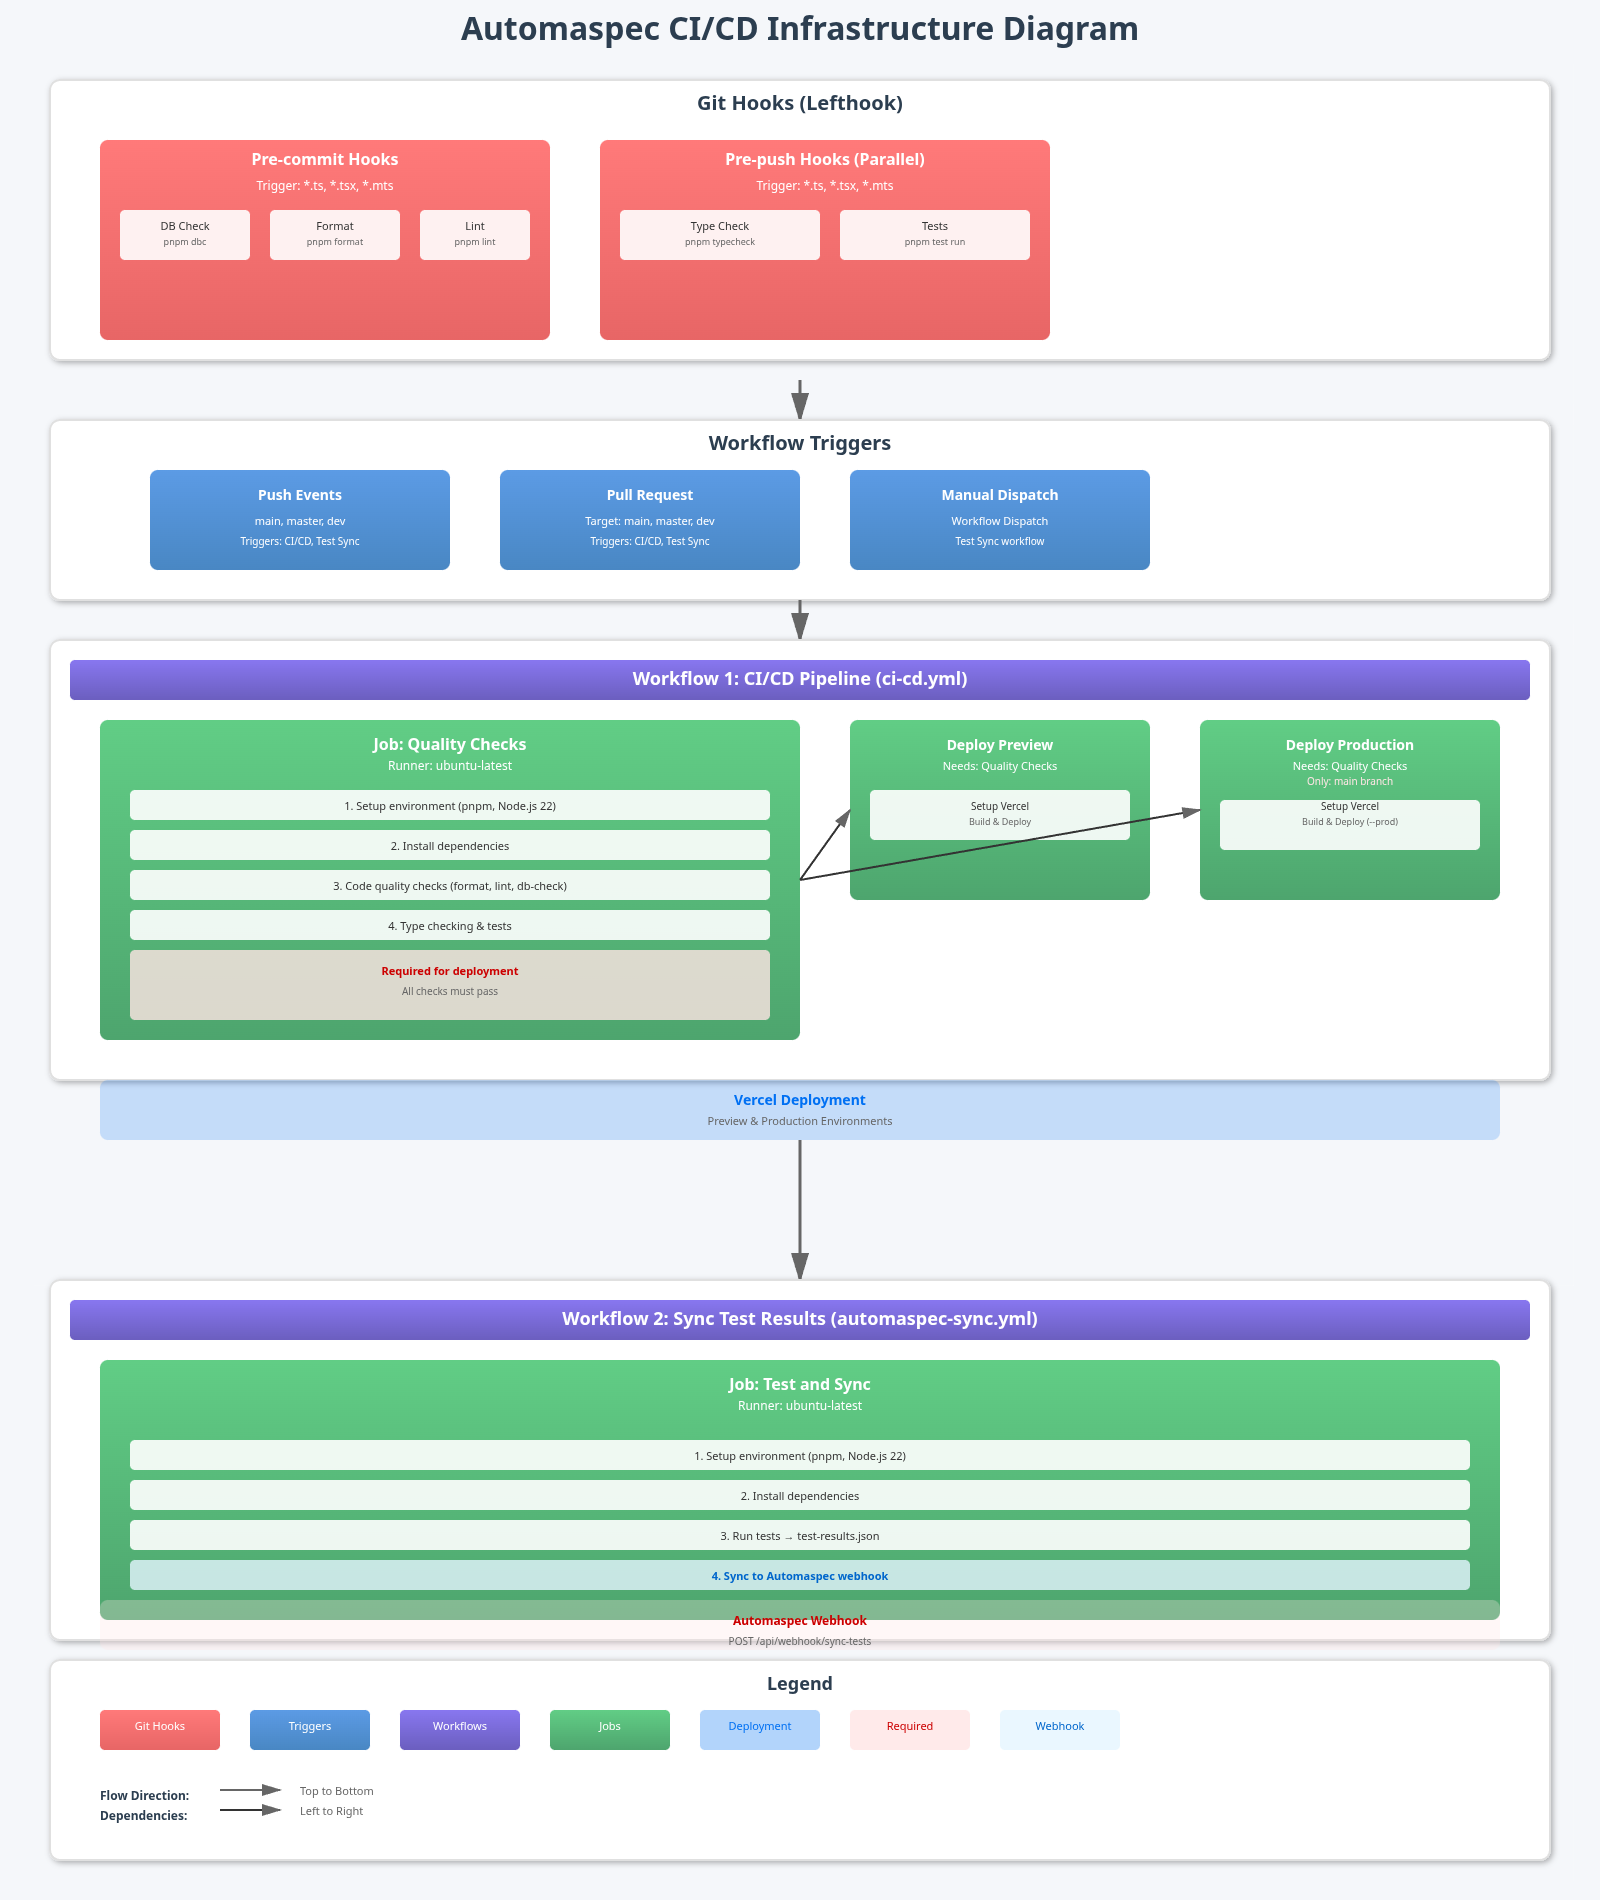 Automaspec CI/CD Infrastructure Diagram
Git Hooks (Lefthook)
Pre-commit Hooks
Trigger: *.ts, *.tsx, *.mts
DB Check
pnpm dbc
Format
pnpm format
Lint
pnpm lint
Pre-push Hooks (Parallel)
Trigger: *.ts, *.tsx, *.mts
Type Check
pnpm typecheck
Tests
pnpm test run
Workflow Triggers
Push Events
main, master, dev
Triggers: CI/CD, Test Sync
Pull Request
Target: main, master, dev
Triggers: CI/CD, Test Sync
Manual Dispatch
Workflow Dispatch
Test Sync workflow
Workflow 1: CI/CD Pipeline (ci-cd.yml)
Job: Quality Checks
Runner: ubuntu-latest
1. Setup environment (pnpm, Node.js 22)
2. Install dependencies
3. Code quality checks (format, lint, db-check)
4. Type checking & tests
Required for deployment
All checks must pass
Deploy Preview
Needs: Quality Checks
Setup Vercel
Build & Deploy
Deploy Production
Needs: Quality Checks
Only: main branch
Setup Vercel
Build & Deploy (--prod)
Vercel Deployment
Preview & Production Environments
Workflow 2: Sync Test Results (automaspec-sync.yml)
Job: Test and Sync
Runner: ubuntu-latest
1. Setup environment (pnpm, Node.js 22)
2. Install dependencies
3. Run tests → test-results.json
4. Sync to Automaspec webhook
Automaspec Webhook
POST /api/webhook/sync-tests
Legend
Git Hooks
Triggers
Workflows
Jobs
Deployment
Required
Webhook
Flow Direction:
Top to Bottom
Dependencies:
Left to Right